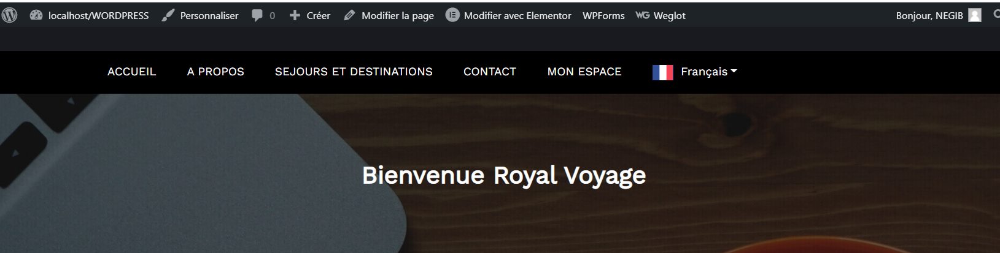 localhost/WORDPRESS Personnaliser 0 Créer Modifier la page Modifier avec Elementor WPForms WG Weglot Bonjour, NEGIB
ACCUEIL A PROPOS SEJOURS ET DESTINATIONS CONTACT MON ESPACE Français
Bienvenue Royal Voyage